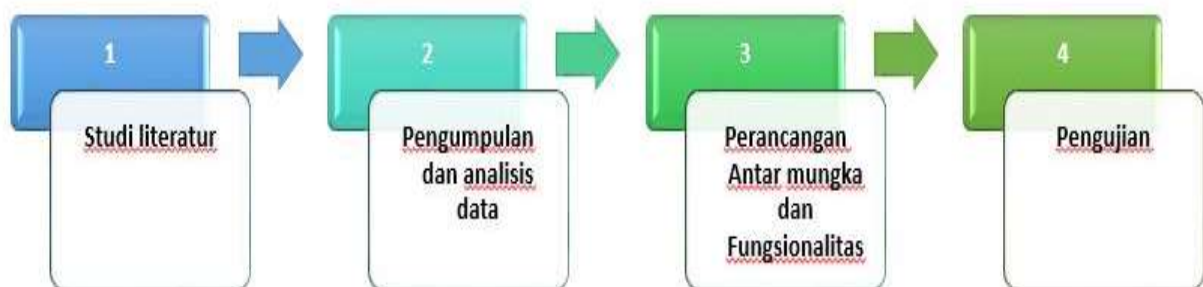 1
Studi literatur
2
Pengumpulan
dan analisis
data
3
Perancangan
Antar mungka
dan
Fungsionalitas
4
Pengujian